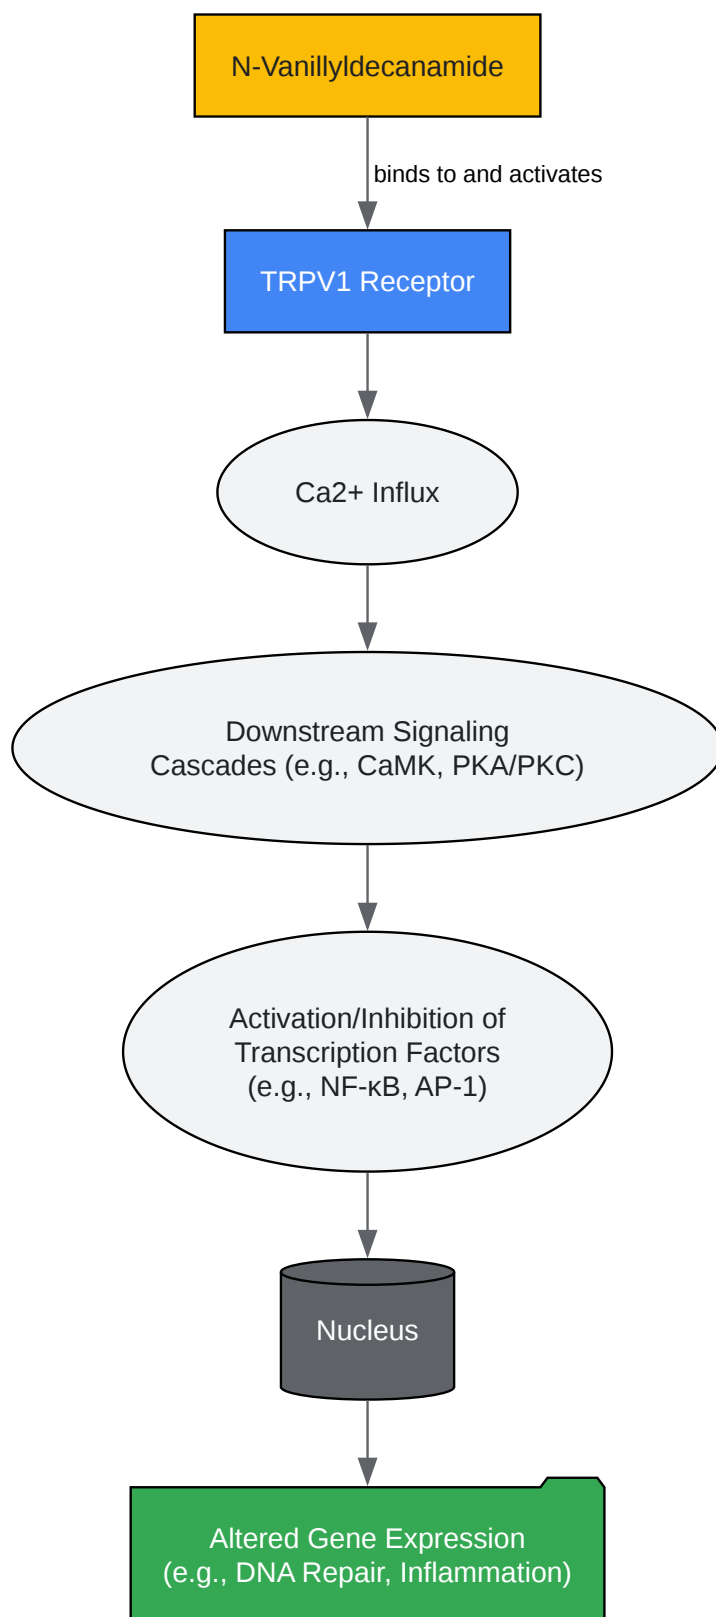 N-Vanillyldecanamide
binds to and activates
TRPV1 Receptor
Ca2+ Influx
Downstream Signaling
Cascades (e.g., CaMK, PKA/PKC)
Activation/Inhibition of
Transcription Factors
(e.g., NF-κB, AP-1)
Nucleus
Altered Gene Expression
(e.g., DNA Repair, Inflammation)